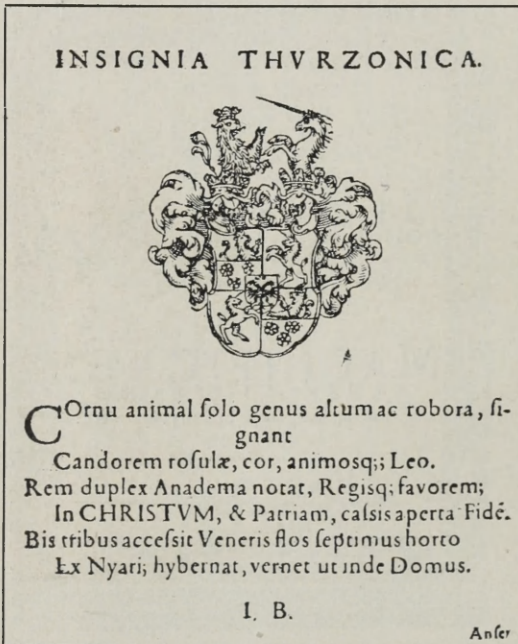 INSIGNIA THVRZONICA.
COrnu animal ſolo genus altum ac robora, ſi-
gnant
Candorem roſulæ, cor, animosq;; Leo.
Rem duplex Anadema notat, Regisq; favorem;
In CHRISTVM, & Patriam, caſsis aperta Fidē.
Bis tribus acceſsit Veneris flos ſeptimus horto
Ex Nyari; hybernat, vernet ut inde Domus.
I. B.
Anſer